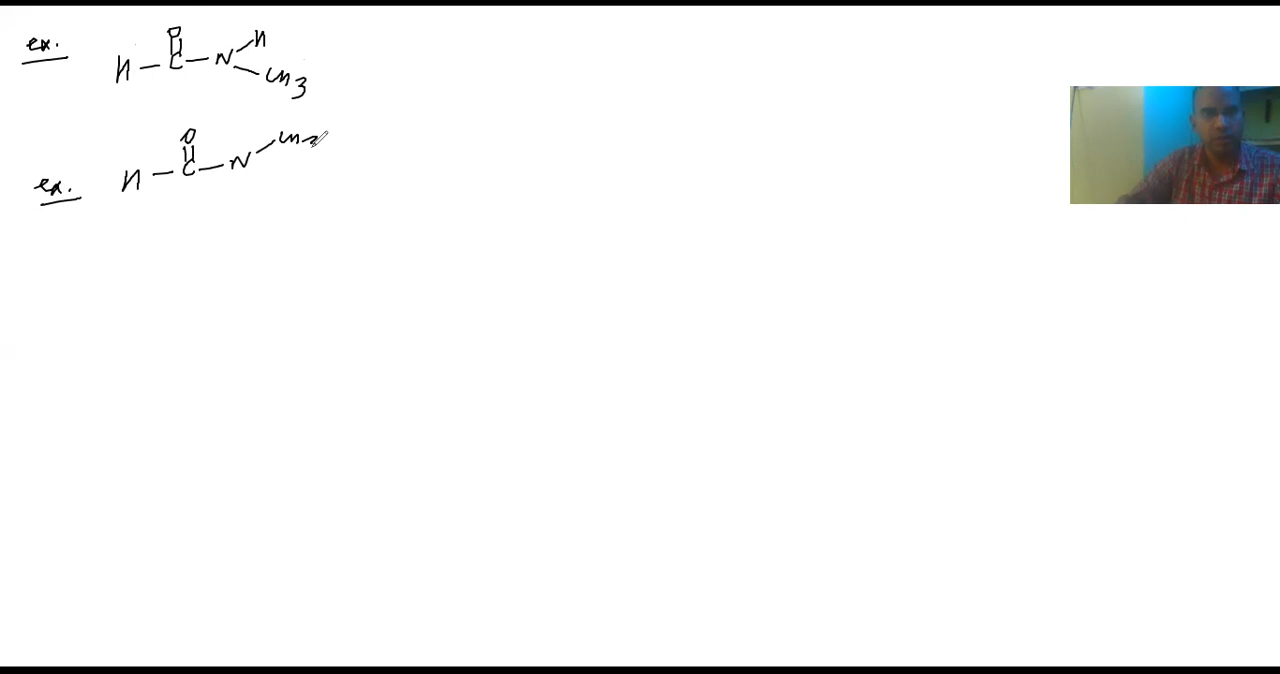 ex. H — C — N H
O
CH3
ex. H — C — N CH3
O